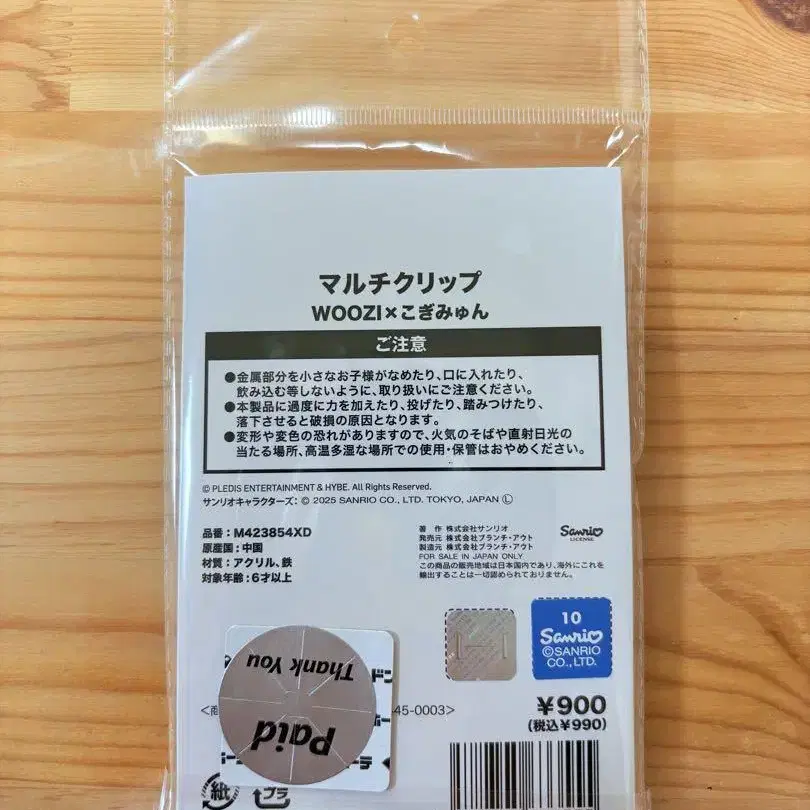 マルチクリップ
WOOZI×こぎみゅん
ご注意
●金属部分を小さなお子様がなめたり、口に入れたり、
飲み込む等しないように、取り扱いにご注意ください。
●本製品に過度に力を加えたり、投げたり、踏みつけたり、
落下させると破損の原因となります。
●変形や変色の恐れがありますので、火気のそばや直射日光の
当たる場所、高温多湿な場所での使用・保管はおやめください。
© PLEDIS ENTERTAINMENT & HYBE. All Rights Reserved.
サンリオキャラクターズ：© 2025 SANRIO CO., LTD. TOKYO, JAPAN Ⓛ
品番：M423854XD
原産国：中国
材質：アクリル、鉄
対象年齢：6才以上
著 作 株式会社サンリオ
発売元 株式会社ブランチ・アウト
製造元 株式会社ブランチ・アウト
FOR SALE IN JAPAN ONLY
この商品の販売地域は日本国内であり、海外にこれを
輸出することは一切認められておりません。
Sanrio
LICENSE
10
Sanrio
©SANRIO
CO., LTD.
Thank You
Paid
45-0003>
¥900
(税込¥990)
紙
プラ